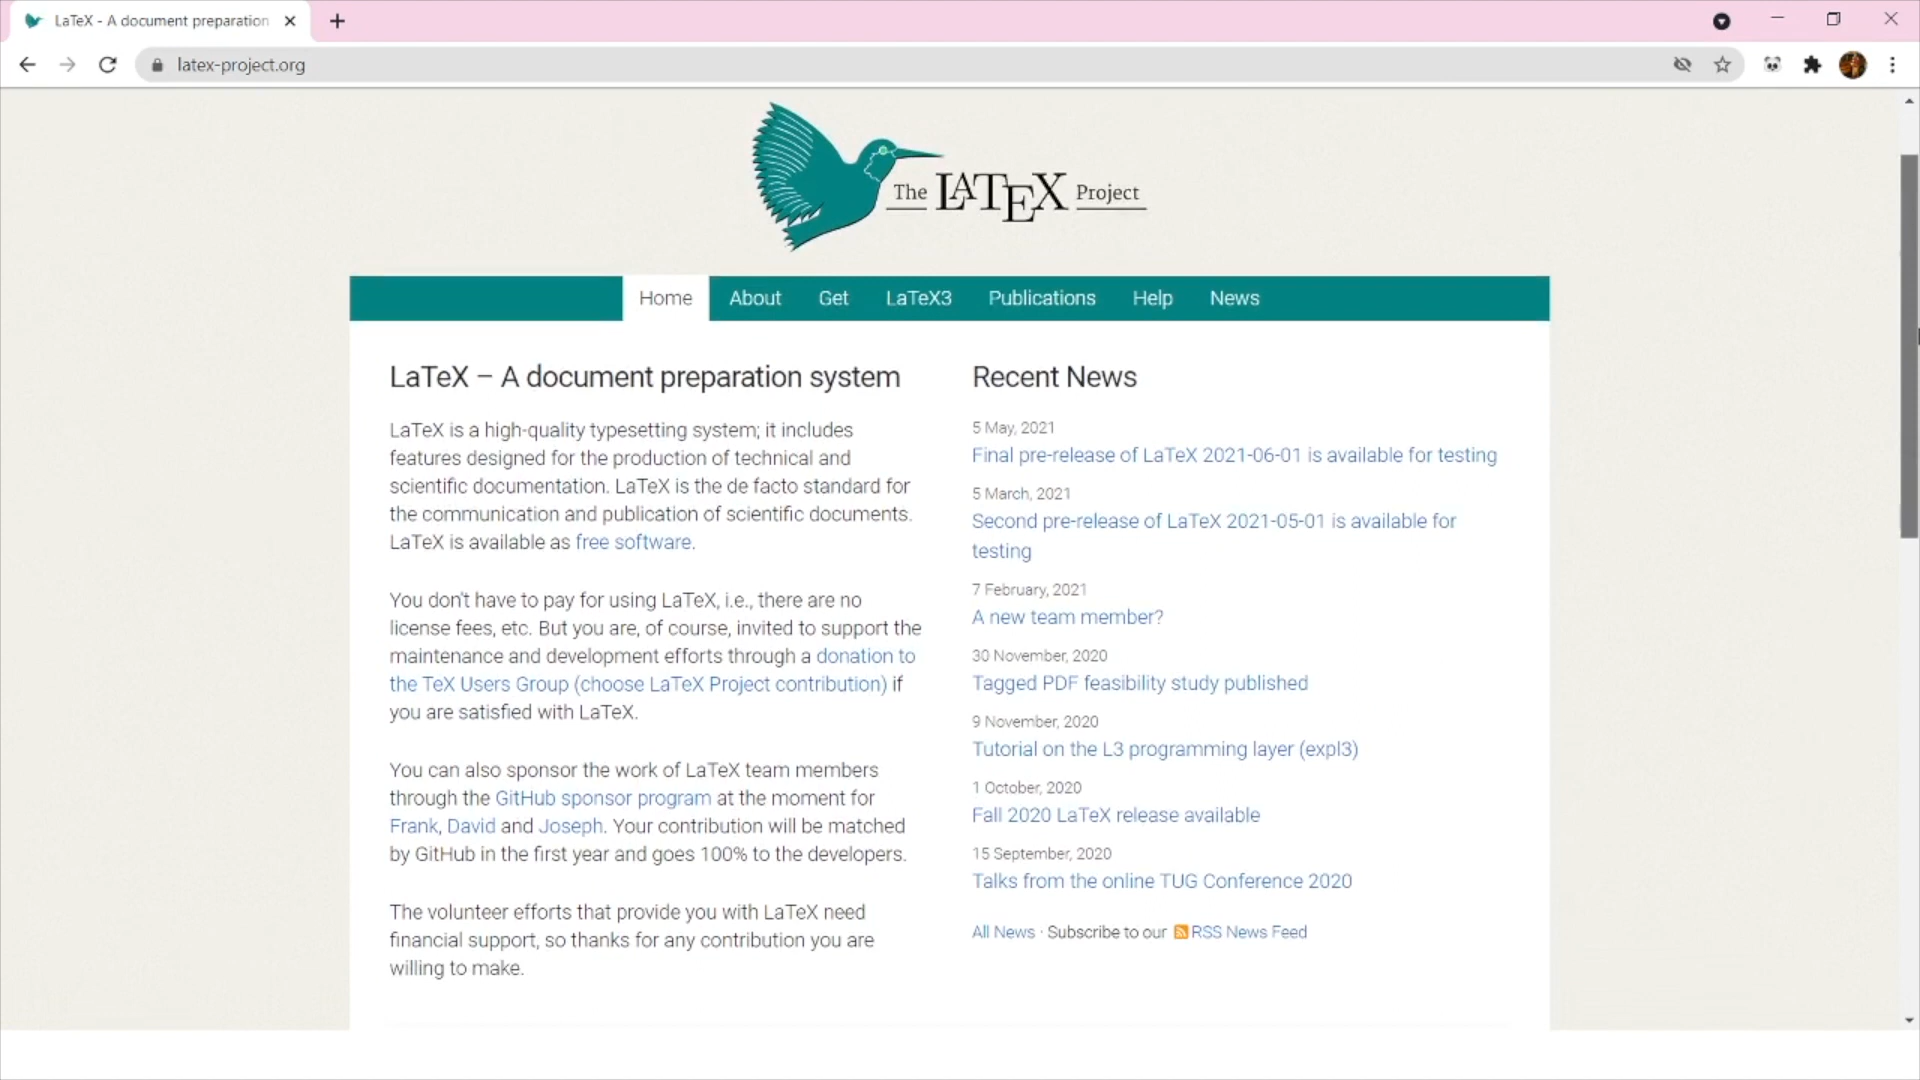 LaTeX - A document preparation
latex-project.org
The LATEX Project
Home About Get LaTeX3 Publications Help News
LaTeX – A document preparation system
LaTeX is a high-quality typesetting system; it includes
features designed for the production of technical and
scientific documentation. LaTeX is the de facto standard for
the communication and publication of scientific documents.
LaTeX is available as free software.
You don't have to pay for using LaTeX, i.e., there are no
license fees, etc. But you are, of course, invited to support the
maintenance and development efforts through a donation to
the TeX Users Group (choose LaTeX Project contribution) if
you are satisfied with LaTeX.
You can also sponsor the work of LaTeX team members
through the GitHub sponsor program at the moment for
Frank, David and Joseph. Your contribution will be matched
by GitHub in the first year and goes 100% to the developers.
The volunteer efforts that provide you with LaTeX need
financial support, so thanks for any contribution you are
willing to make.
Recent News
5 May, 2021
Final pre-release of LaTeX 2021-06-01 is available for testing
5 March, 2021
Second pre-release of LaTeX 2021-05-01 is available for
testing
7 February, 2021
A new team member?
30 November, 2020
Tagged PDF feasibility study published
9 November, 2020
Tutorial on the L3 programming layer (expl3)
1 October, 2020
Fall 2020 LaTeX release available
15 September, 2020
Talks from the online TUG Conference 2020
All News · Subscribe to our RSS News Feed